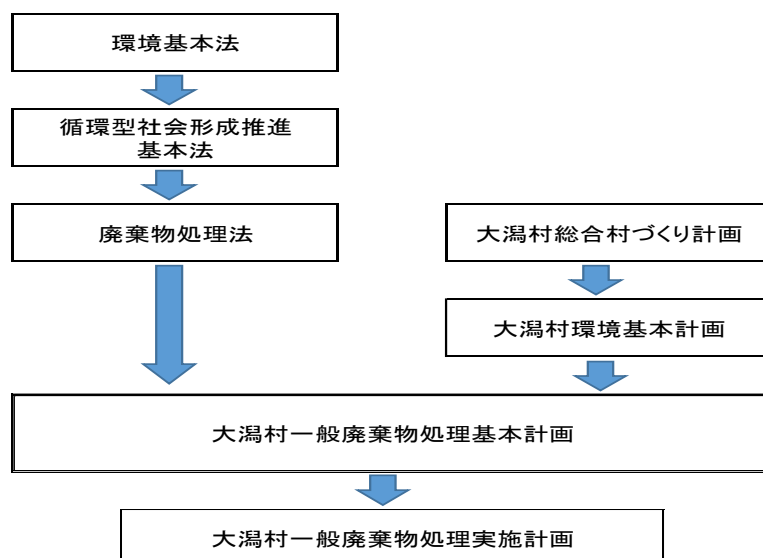 環境基本法
循環型社会形成推進
基本法
廃棄物処理法
大潟村総合村づくり計画
大潟村環境基本計画
大潟村一般廃棄物処理基本計画
大潟村一般廃棄物処理実施計画